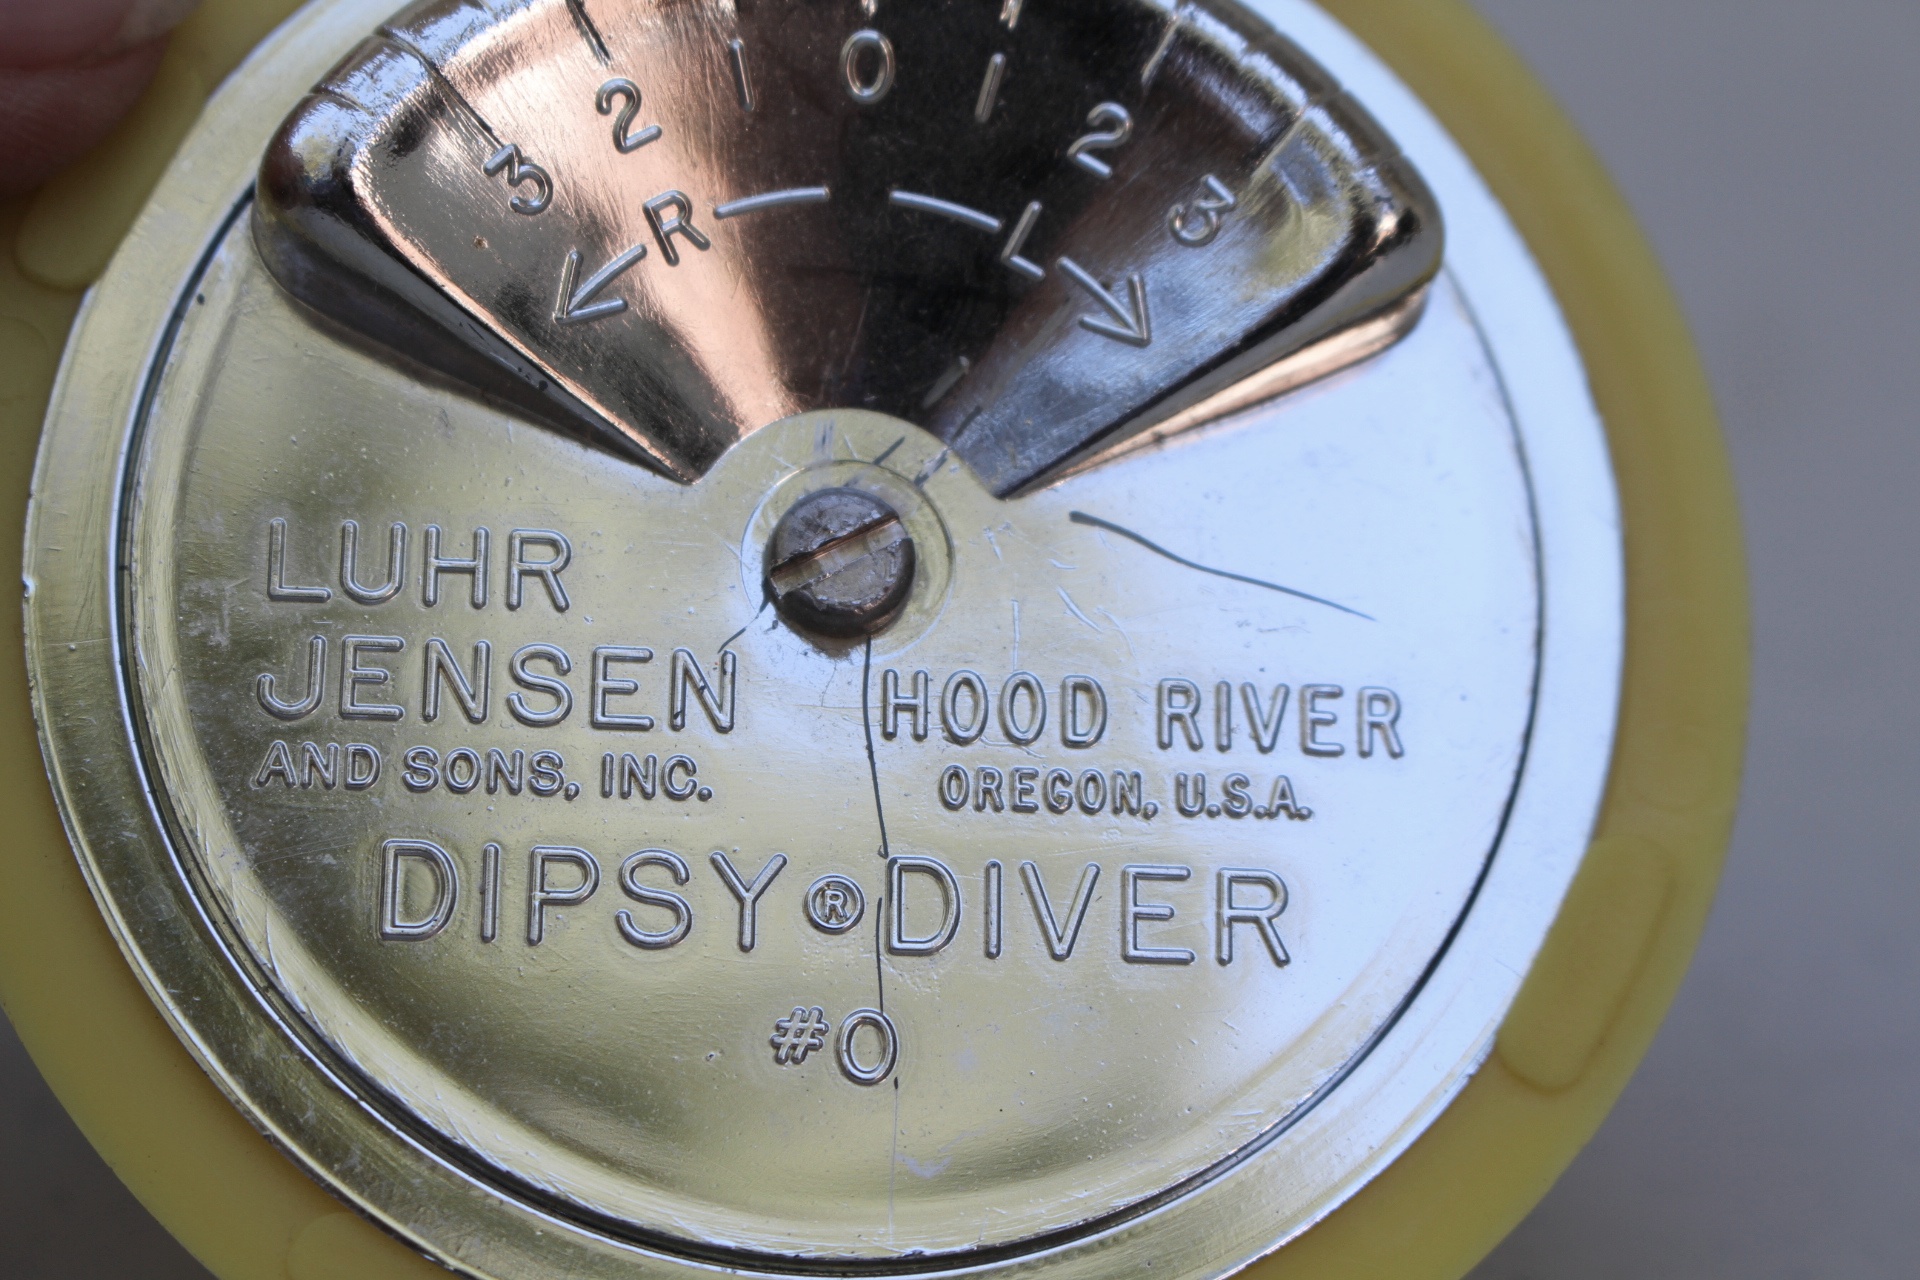 3 2 1 0 1 2 3
R L
LUHR
JENSEN
AND SONS, INC.
HOOD RIVER
OREGON, U.S.A.
DIPSY® DIVER
#0